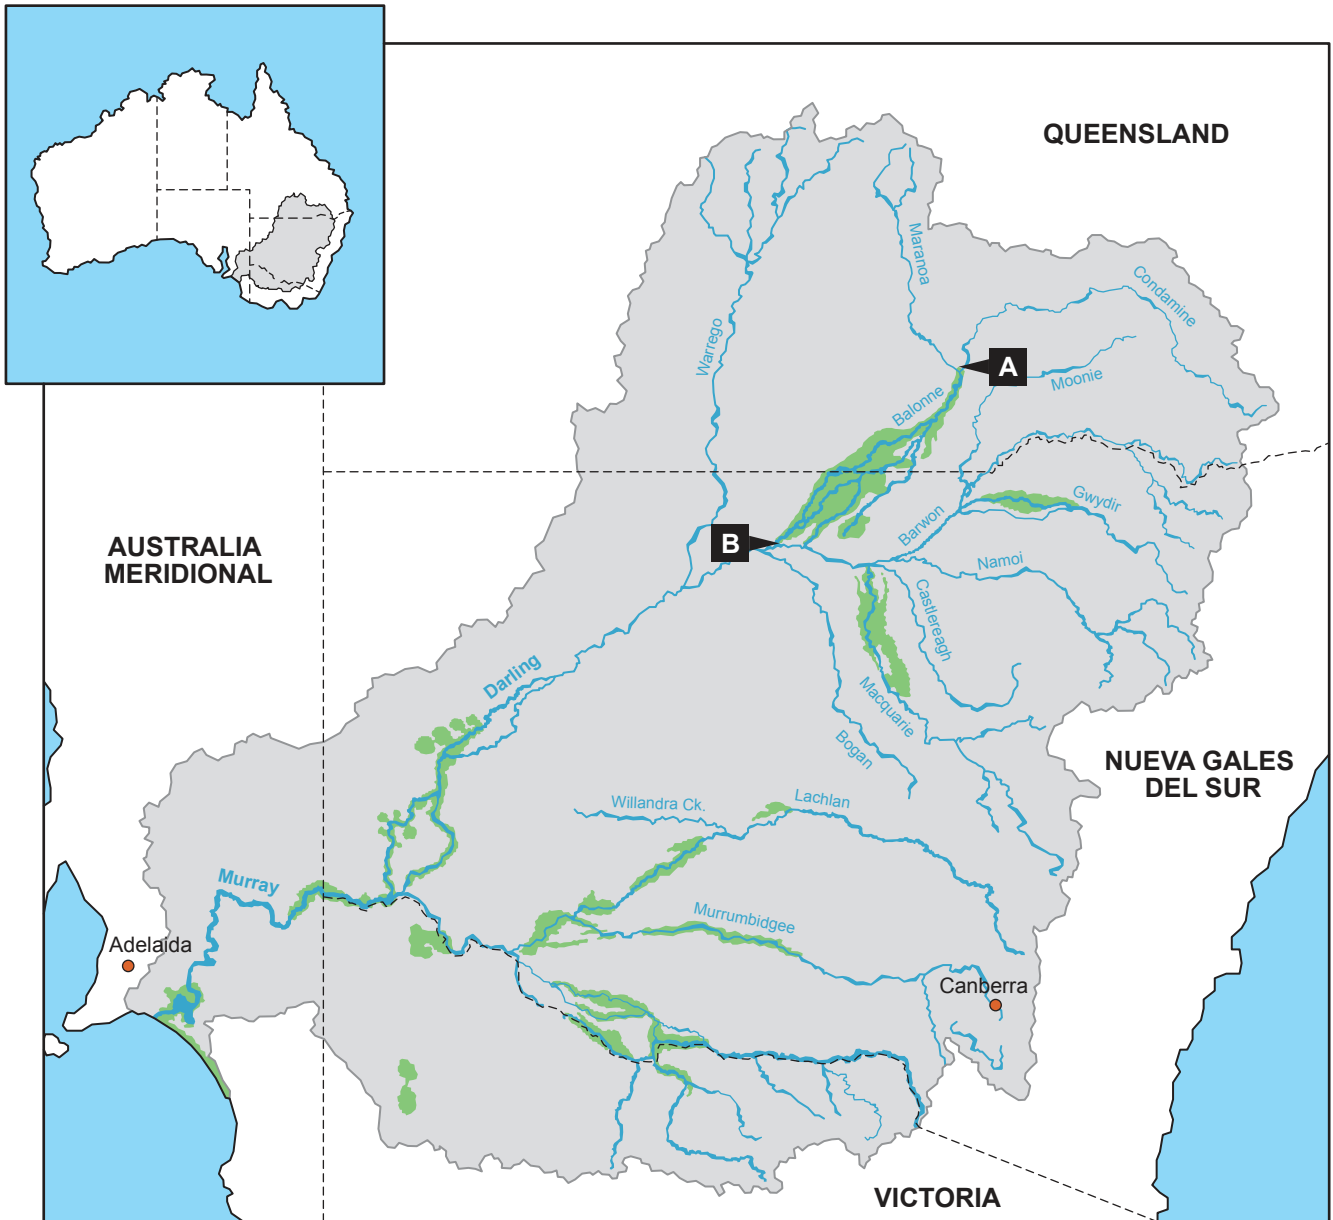 QUEENSLAND
Maranoa
Condamine
Warrego
A
Moonie
Balonne
Gwydir
Barwon
B
AUSTRALIA
MERIDIONAL
Namoi
Castlereagh
Darling
Macquarie
Bogan
NUEVA GALES
DEL SUR
Willandra Ck.
Lachlan
Murray
Murrumbidgee
Adelaida
Canberra
VICTORIA